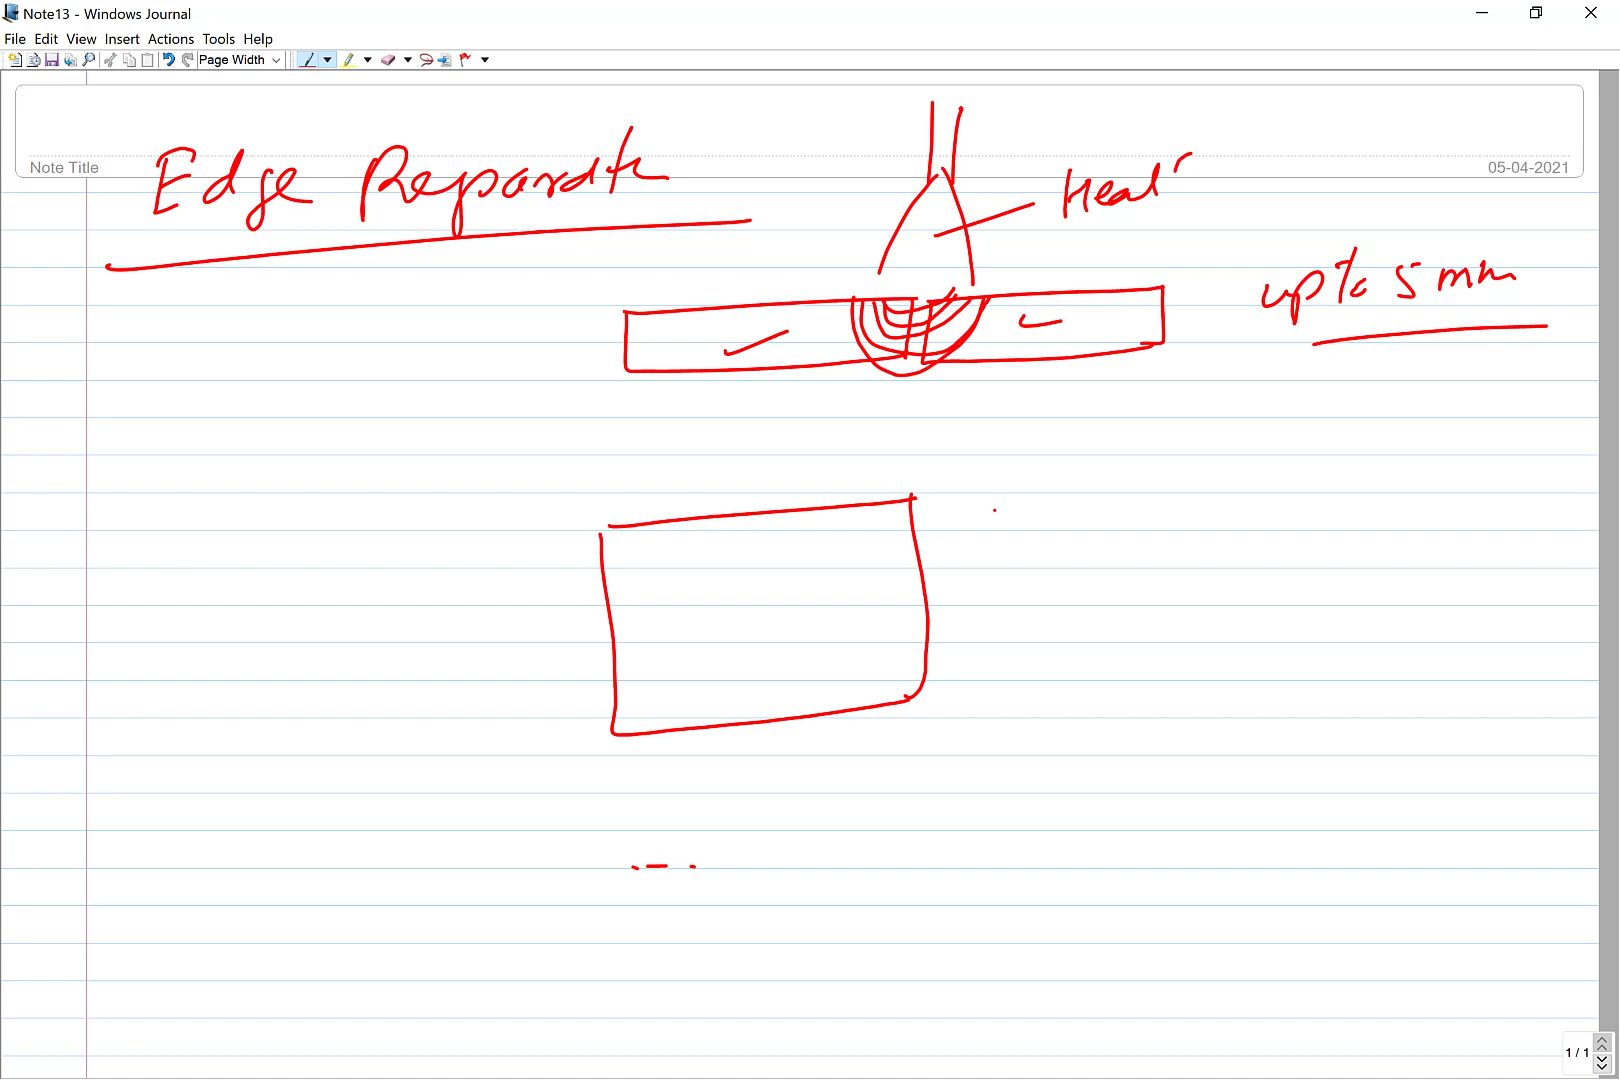 Note13 - Windows Journal
File Edit View Insert Actions Tools Help
Page Width
Edge Preparatn
Note Title
05-04-2021
Heat
upto 5 mm
1 / 1